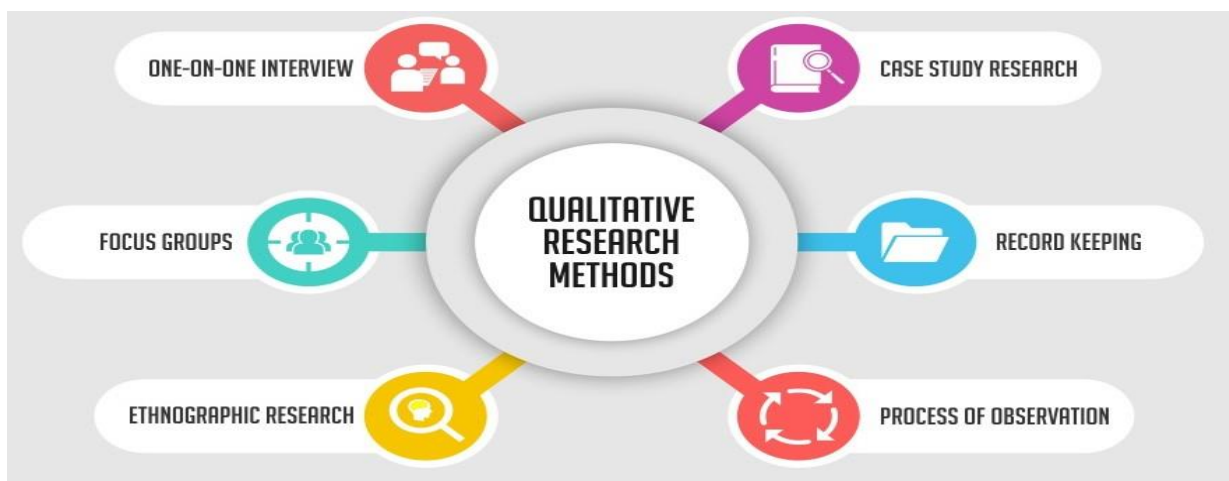 ONE-ON-ONE INTERVIEW
CASE STUDY RESEARCH
FOCUS GROUPS
QUALITATIVE
RESEARCH
METHODS
RECORD KEEPING
ETHNOGRAPHIC RESEARCH
PROCESS OF OBSERVATION